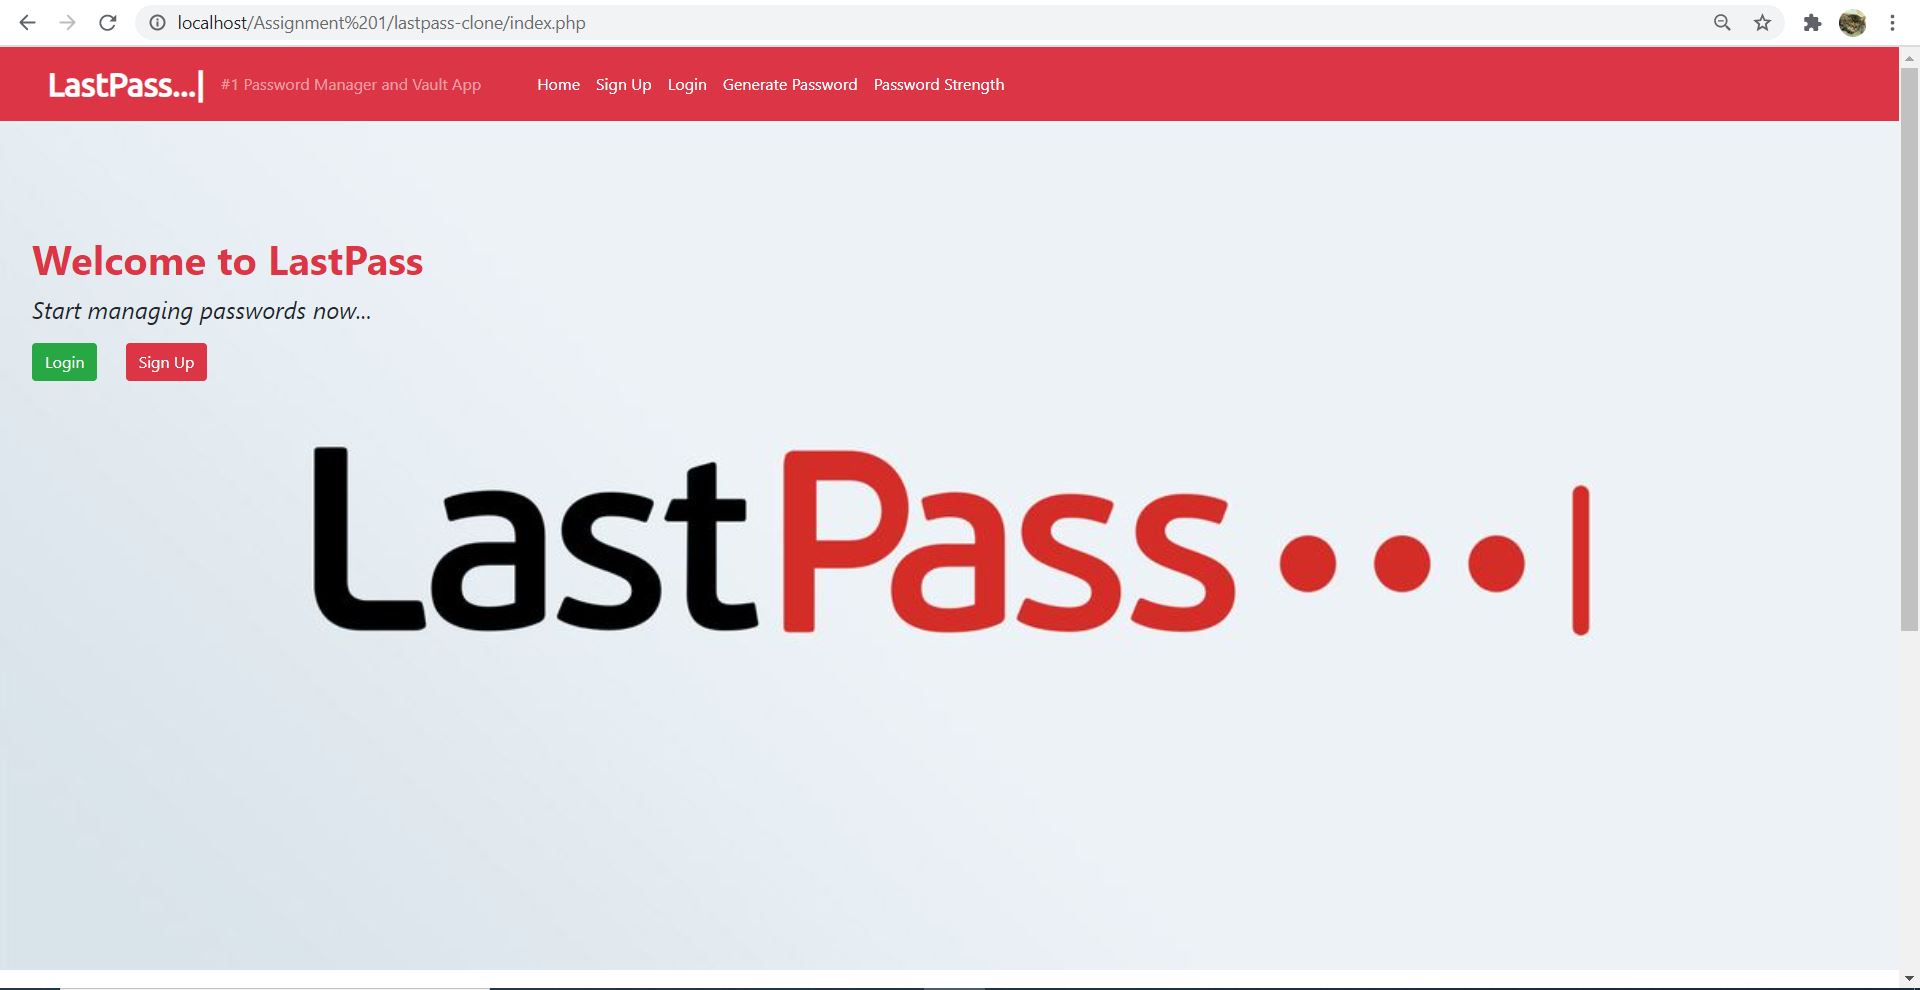 localhost/Assignment%201/lastpass-clone/index.php
LastPass...| #1 Password Manager and Vault App Home Sign Up Login Generate Password Password Strength
Welcome to LastPass
Start managing passwords now...
Login Sign Up
LastPass...|